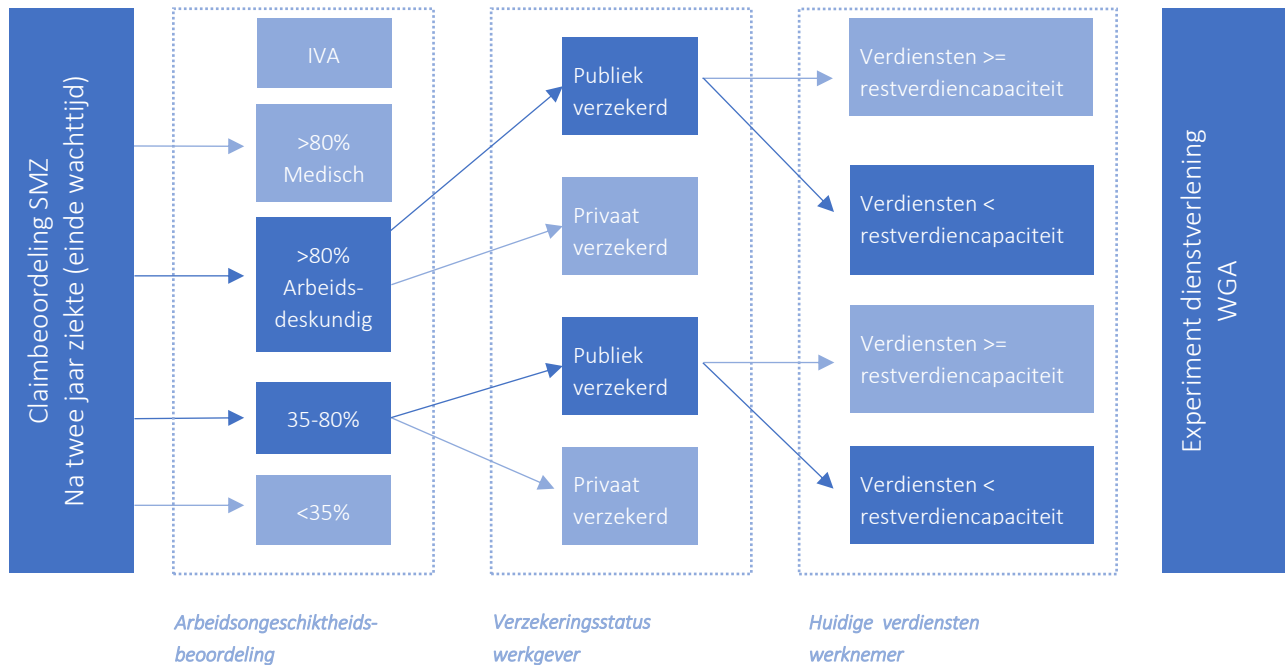 Claimbeoordeling SMZ
Na twee jaar ziekte (einde wachttijd)
IVA
>80%
Medisch
>80%
Arbeids-
deskundig
35-80%
<35%
Publiek
verzekerd
Privaat
verzekerd
Publiek
verzekerd
Privaat
verzekerd
Verdiensten >=
restverdiencapaciteit
Verdiensten <
restverdiencapaciteit
Verdiensten >=
restverdiencapaciteit
Verdiensten <
restverdiencapaciteit
Experiment dienstverlening
WGA
Arbeidsongeschiktheids-
beoordeling
Verzekeringsstatus
werkgever
Huidige verdiensten
werknemer